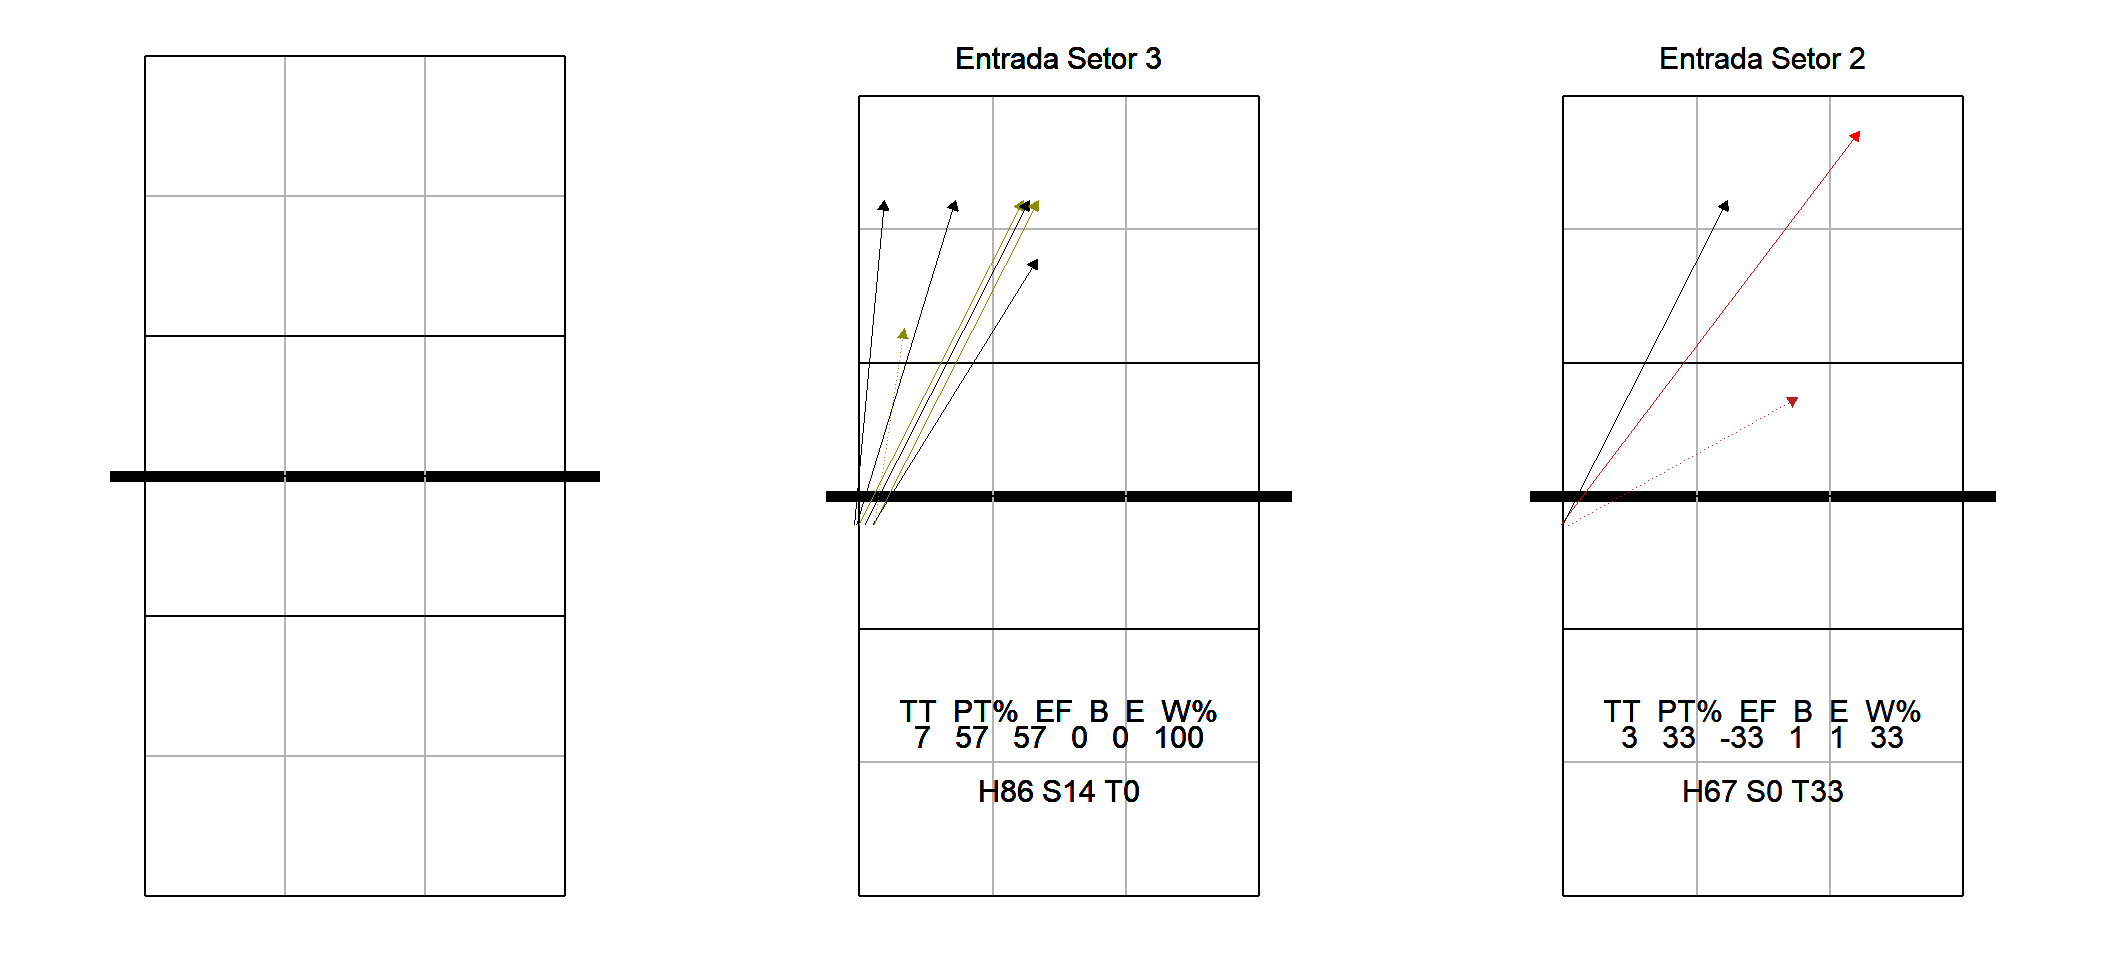 Entrada Setor 3
TT PT% EF B E W%
7 57 57 0 0 100
H86 S14 T0
Entrada Setor 2
TT PT% EF B E W%
3 33 -33 1 1 33
H67 S0 T33